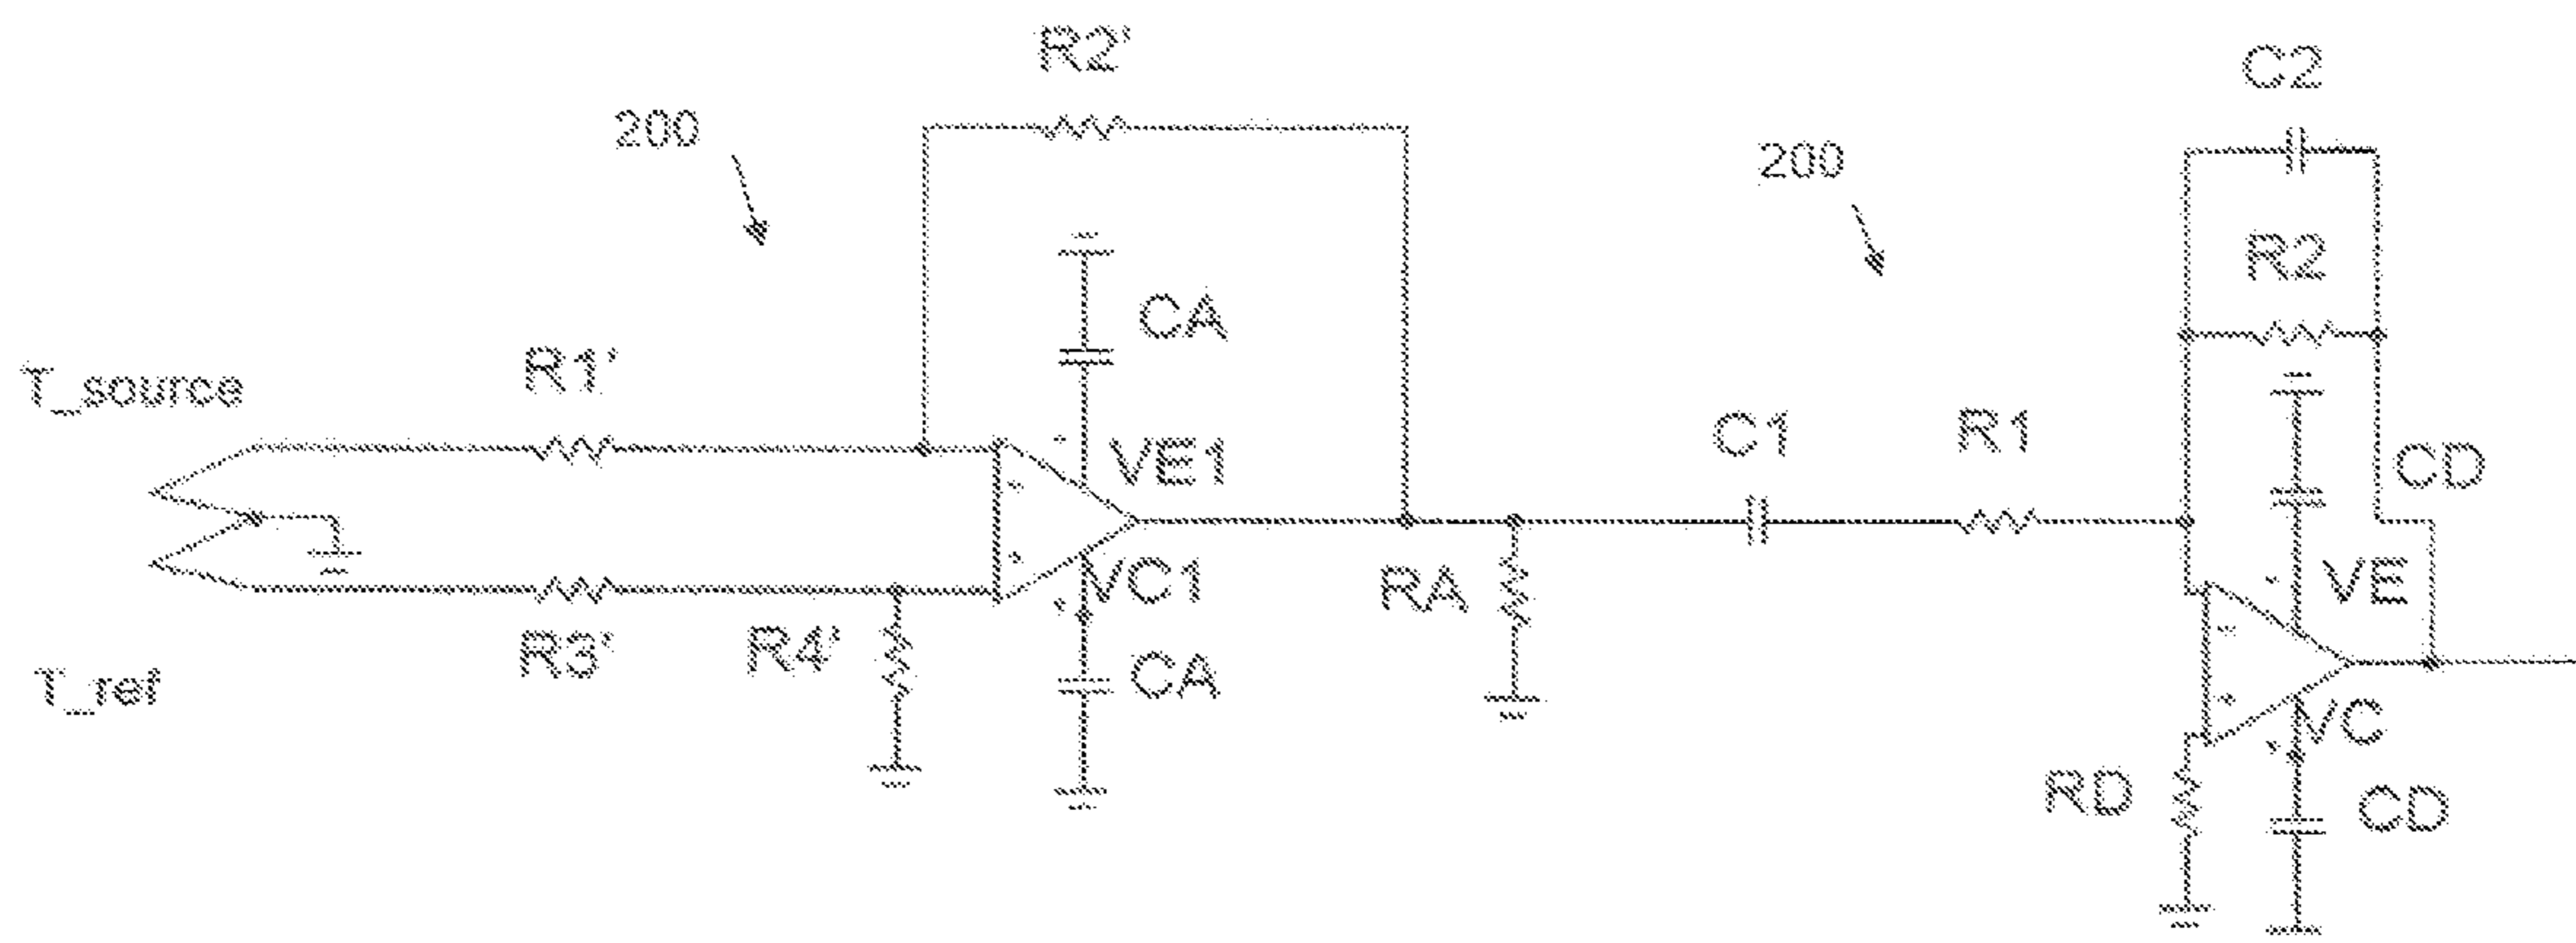 R2'
C2
200
200
R2
CA
T_source
R1'
C1
R1
VE1
CD
RA
VC1
VE
R3'
R4'
CA
T_ref
VC
RD
CD